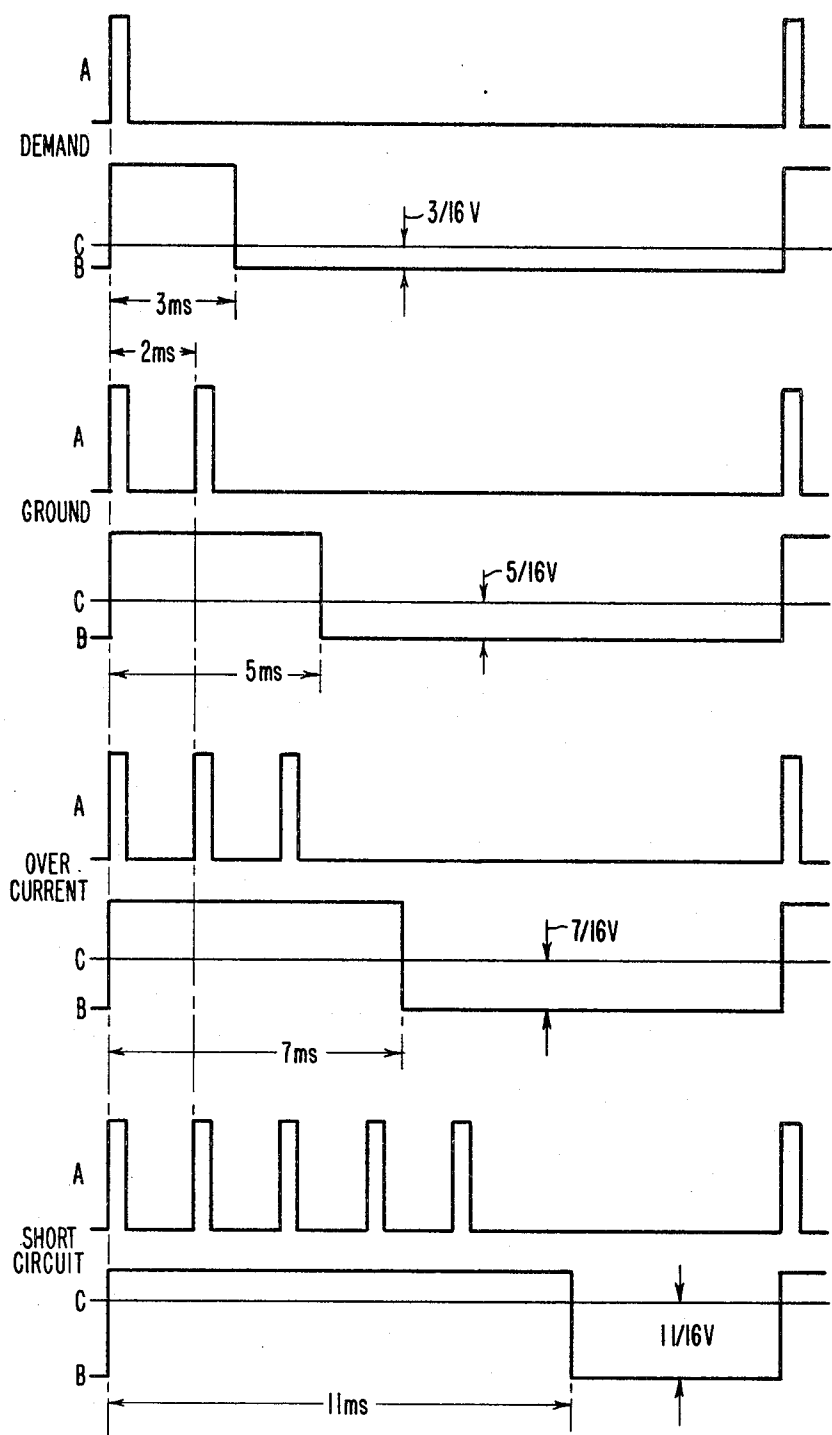 A
DEMAND
3/16 V
C
B
3ms
2ms
A
GROUND
5/16V
C
B
5ms
A
OVER
CURRENT
7/16V
C
B
7ms
A
SHORT
CIRCUIT
C
11/16V
B
11ms